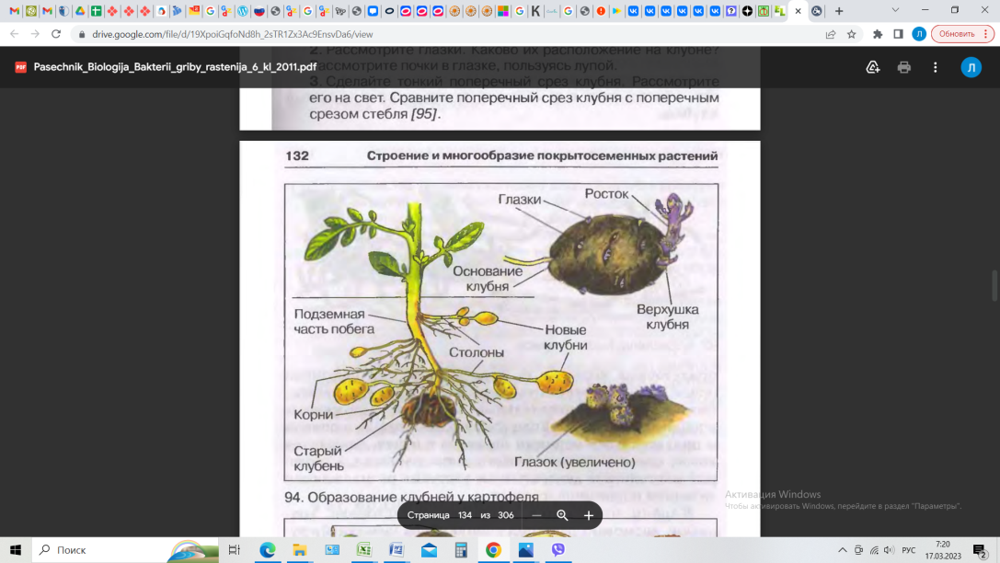 drive.google.com/file/d/19XpoiGqfoNd8h_2sTR1Zx3Ac9EnsvDa6/view
Обновить
Pasechnik_Biologija_Bakterii_griby_rastenija_6_kl_2011.pdf
Л
2. Рассмотрите глазки. Каково их расположение на клубне?
Рассмотрите почки в глазке, пользуясь лупой.
3. Сделайте тонкий поперечный срез клубня. Рассмотрите
его на свет. Сравните поперечный срез клубня с поперечным
срезом стебля [95].
132 Строение и многообразие покрытосеменных растений
Глазки
Росток
Основание
клубня
Верхушка
клубня
Подземная
часть побега
Новые
клубни
Столоны
Корни
Старый
клубень
Глазок (увеличено)
94. Образование клубней у картофеля
Страница 134 из 306
Активация Windows
Чтобы активировать Windows, перейдите в раздел "Параметры".
Поиск
РУС
7:20
17.03.2023
2